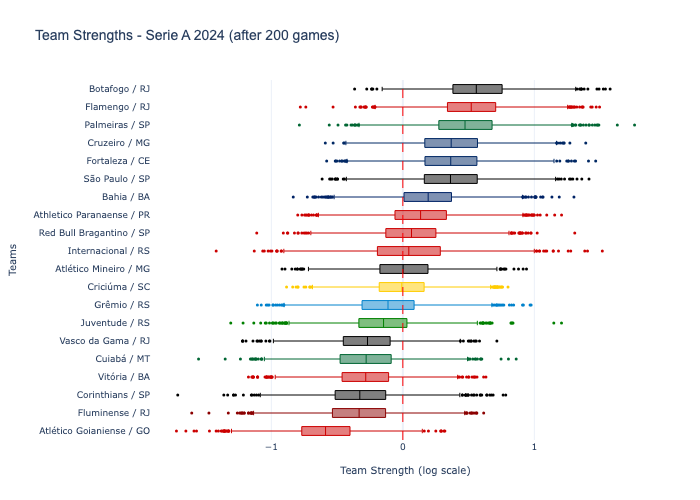 Team Strengths - Serie A 2024 (after 200 games)
Botafogo / RJ
Flamengo / RJ
Palmeiras / SP
Cruzeiro / MG
Fortaleza / CE
São Paulo / SP
Bahia / BA
Athletico Paranaense / PR
Red Bull Bragantino / SP
Internacional / RS
Atlético Mineiro / MG
Criciúma / SC
Grêmio / RS
Juventude / RS
Vasco da Gama / RJ
Cuiabá / MT
Vitória / BA
Corinthians / SP
Fluminense / RJ
Atlético Goianiense / GO
Teams
−1 0 1
Team Strength (log scale)